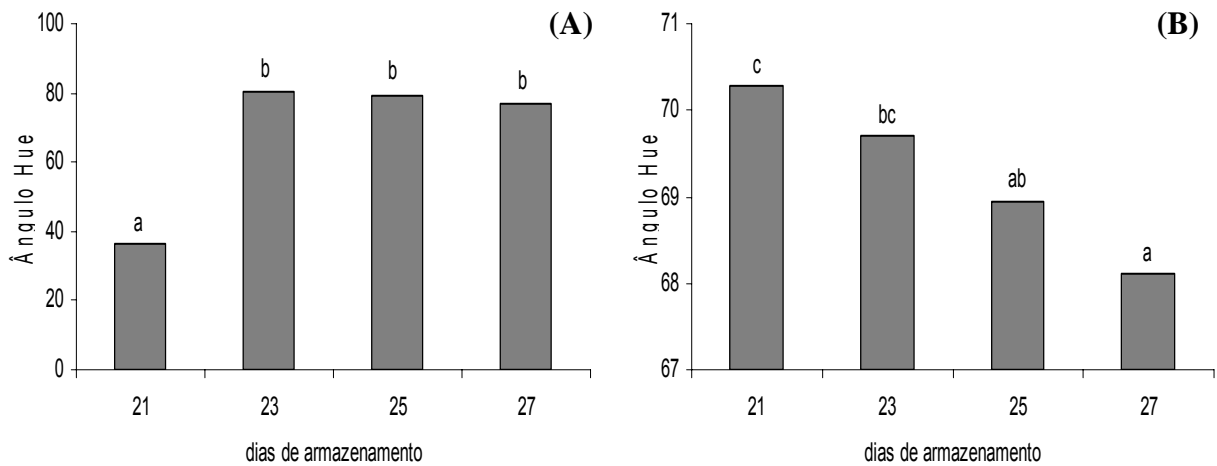 (A)
Ângulo Hue
100
80
60
40
20
0
a
b
b
b
21 23 25 27
dias de armazenamento
(B)
Ângulo Hue
71
70
69
68
67
c
bc
ab
a
21 23 25 27
dias de armazenamento